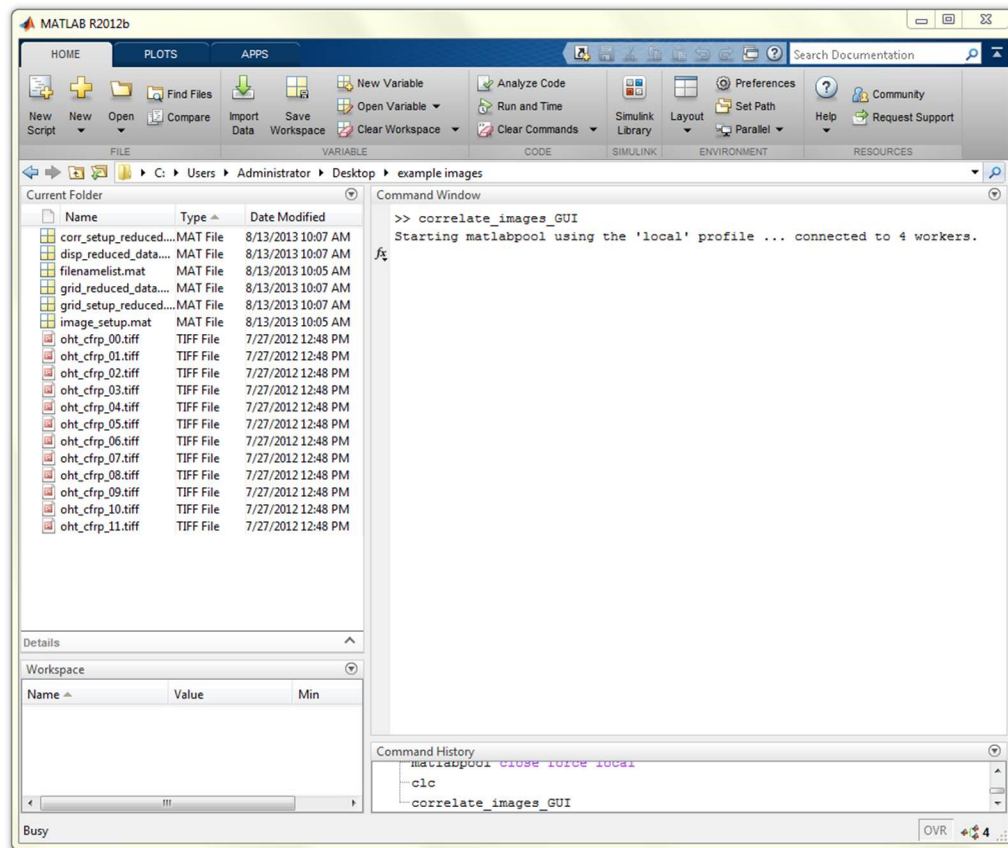 MATLAB R2012b
HOME PLOTS APPS Search Documentation
New Script New Open Find Files Compare Import Data Save Workspace New Variable Open Variable Clear Workspace Analyze Code Run and Time Clear Commands Simulink Library Layout Preferences Set Path Parallel Help Community Request Support
FILE VARIABLE CODE SIMULINK ENVIRONMENT RESOURCES
C: Users Administrator Desktop example images
Current Folder
Name Type Date Modified
corr_setup_reduced.... MAT File 8/13/2013 10:07 AM
disp_reduced_data.... MAT File 8/13/2013 10:07 AM
filenamelist.mat MAT File 8/13/2013 10:05 AM
grid_reduced_data.... MAT File 8/13/2013 10:07 AM
grid_setup_reduced.... MAT File 8/13/2013 10:07 AM
image_setup.mat MAT File 8/13/2013 10:05 AM
oht_cfrp_00.tiff TIFF File 7/27/2012 12:48 PM
oht_cfrp_01.tiff TIFF File 7/27/2012 12:48 PM
oht_cfrp_02.tiff TIFF File 7/27/2012 12:48 PM
oht_cfrp_03.tiff TIFF File 7/27/2012 12:48 PM
oht_cfrp_04.tiff TIFF File 7/27/2012 12:48 PM
oht_cfrp_05.tiff TIFF File 7/27/2012 12:48 PM
oht_cfrp_06.tiff TIFF File 7/27/2012 12:48 PM
oht_cfrp_07.tiff TIFF File 7/27/2012 12:48 PM
oht_cfrp_08.tiff TIFF File 7/27/2012 12:48 PM
oht_cfrp_09.tiff TIFF File 7/27/2012 12:48 PM
oht_cfrp_10.tiff TIFF File 7/27/2012 12:48 PM
oht_cfrp_11.tiff TIFF File 7/27/2012 12:48 PM
Details
Workspace
Name Value Min
Command Window
>> correlate_images_GUI
Starting matlabpool using the 'local' profile ... connected to 4 workers.
fx
Command History
matlabpool close force local
clc
correlate_images_GUI
Busy OVR 4